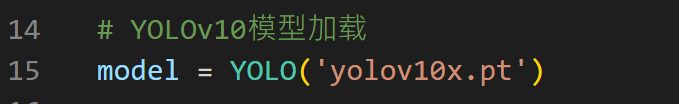 14 # YOLOv10模型加载
15 model = YOLO('yolov10x.pt')